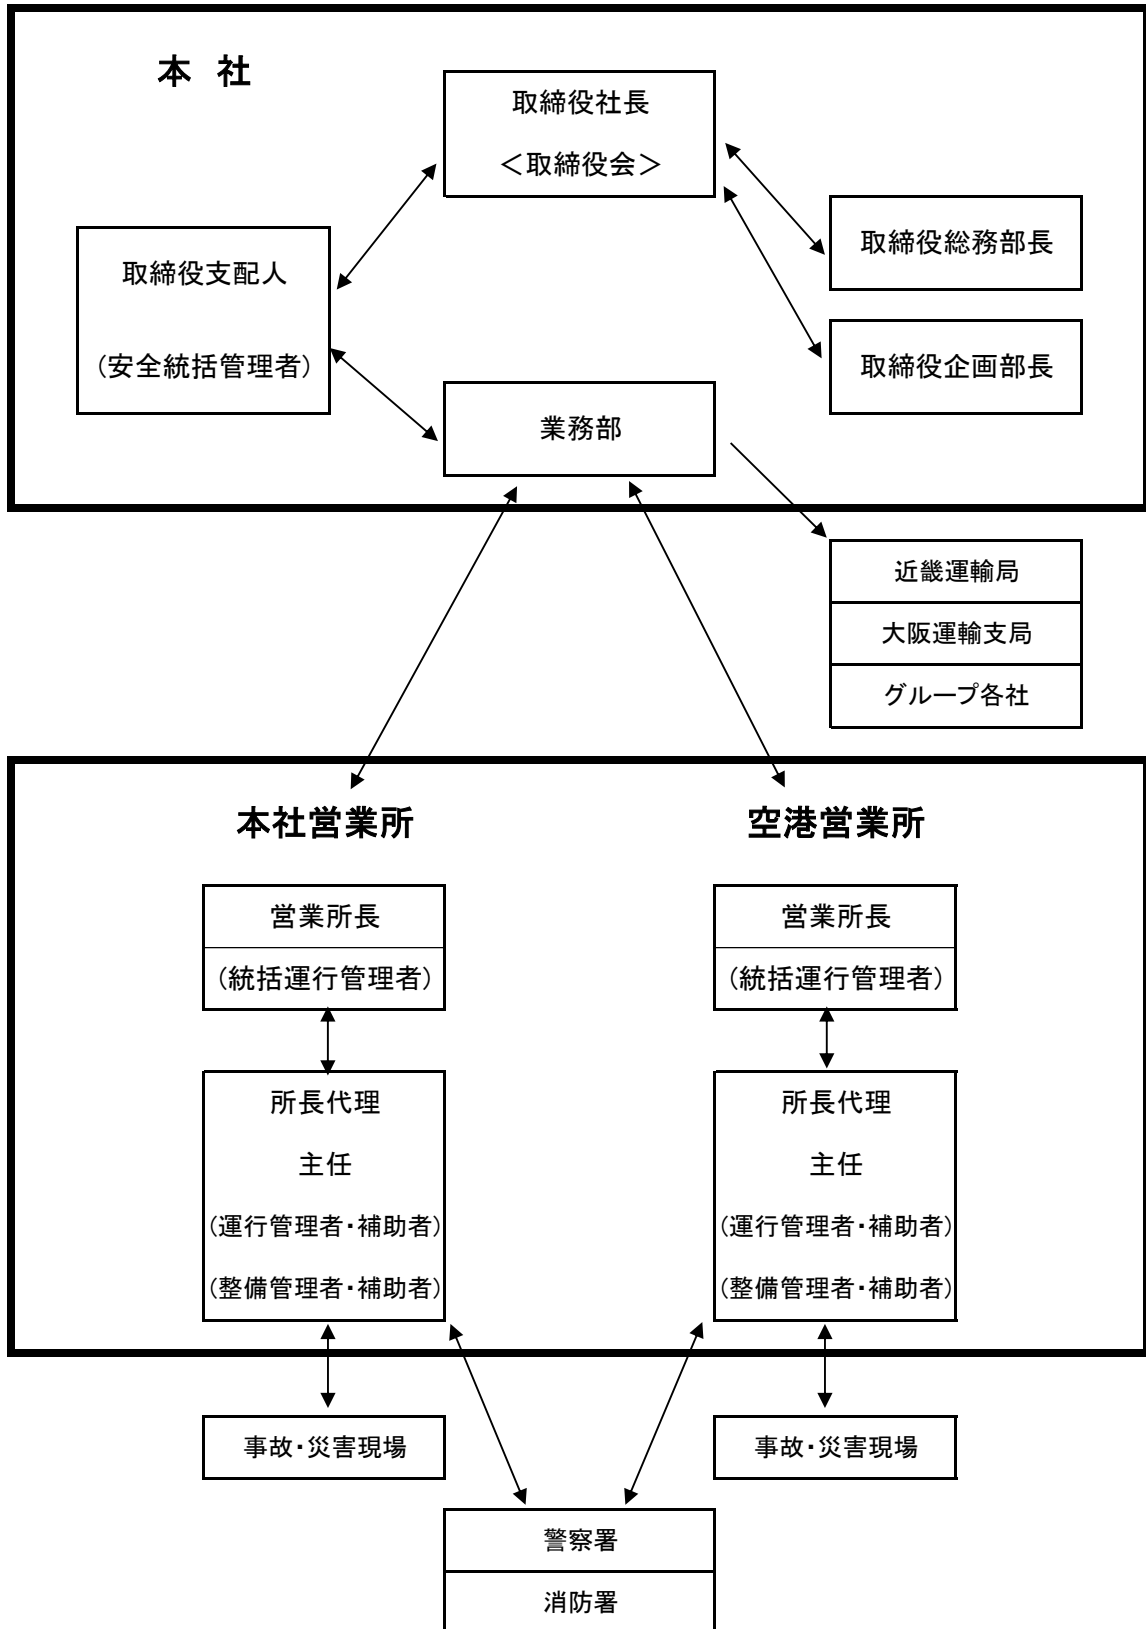 本 社
取締役社長
＜取締役会＞
取締役総務部長
取締役支配人
（安全統括管理者）
取締役企画部長
業務部
近畿運輸局
大阪運輸支局
グループ各社
本社営業所
空港営業所
営業所長
（統括運行管理者）
営業所長
（統括運行管理者）
所長代理
主任
（運行管理者・補助者）
（整備管理者・補助者）
所長代理
主任
（運行管理者・補助者）
（整備管理者・補助者）
事故・災害現場
事故・災害現場
警察署
消防署